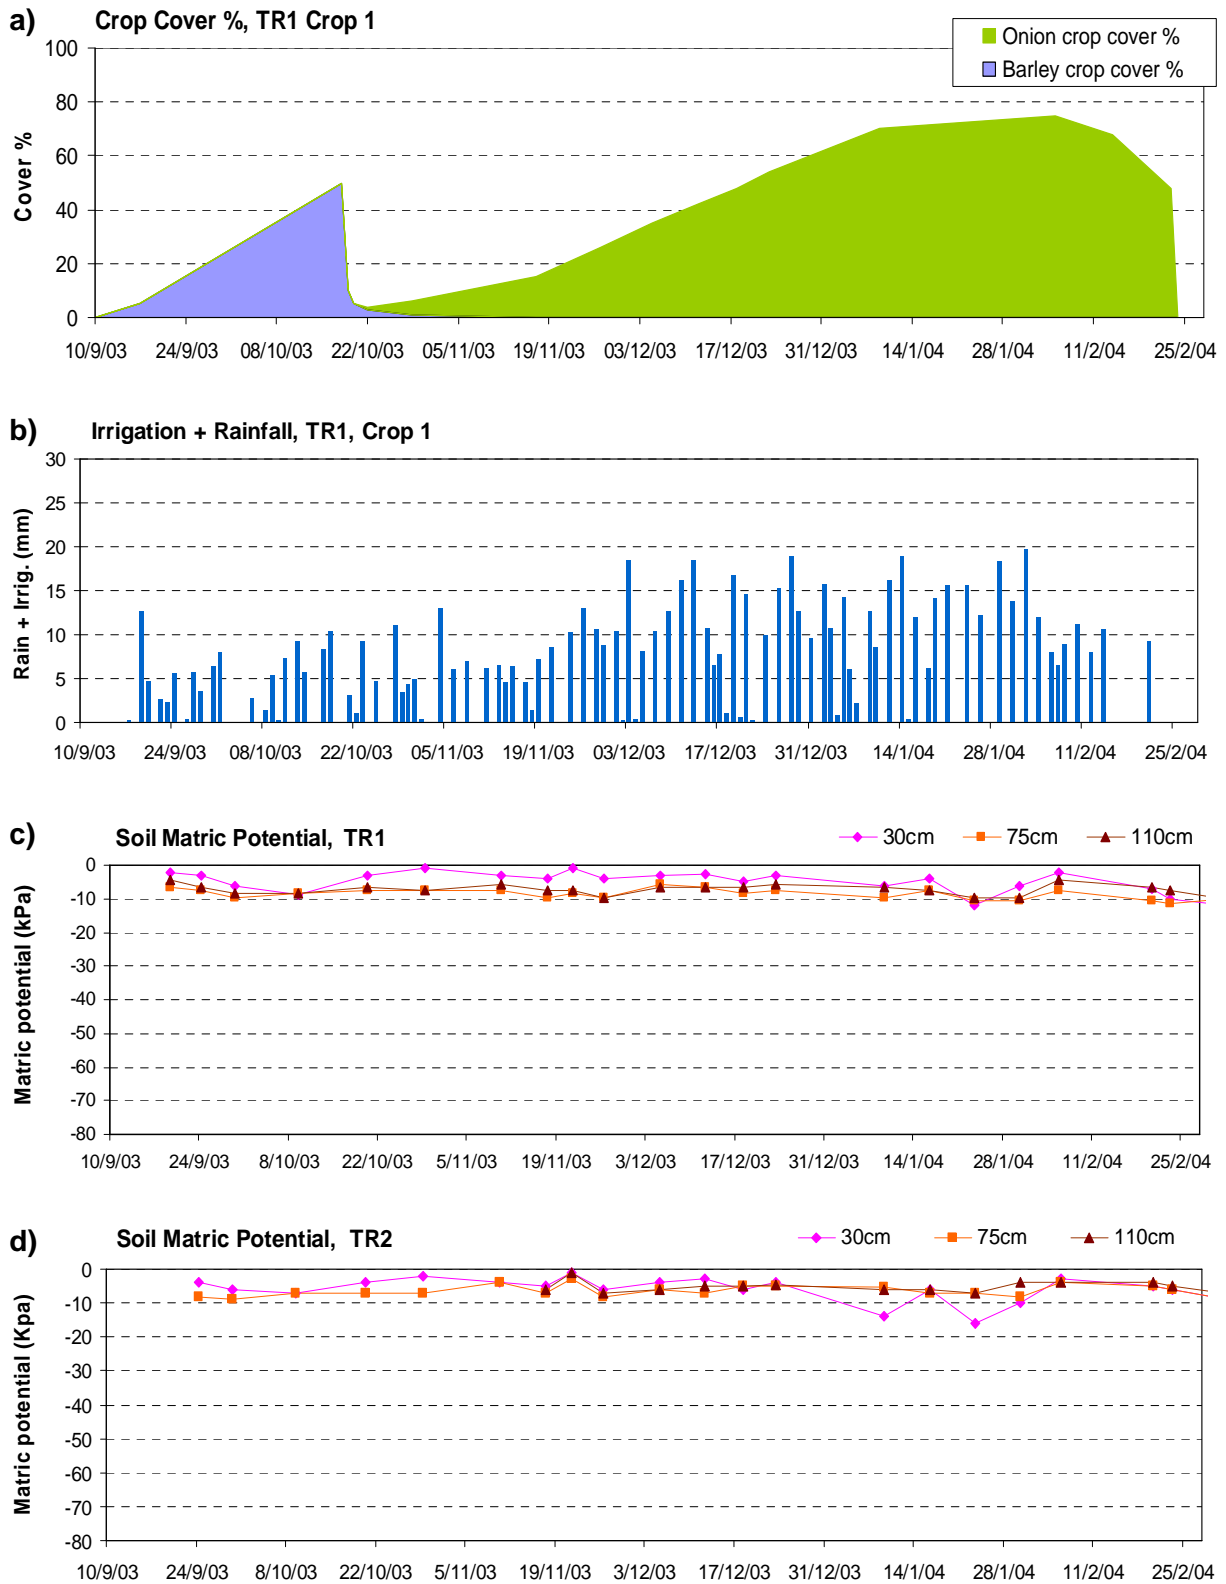 a) Crop Cover %, TR1 Crop 1
Onion crop cover %
Barley crop cover %
Cover %
100
80
60
40
20
0
10/9/03 24/9/03 08/10/03 22/10/03 05/11/03 19/11/03 03/12/03 17/12/03 31/12/03 14/1/04 28/1/04 11/2/04 25/2/04
b) Irrigation + Rainfall, TR1, Crop 1
Rain + Irrig. (mm)
30
25
20
15
10
5
0
10/9/03 24/9/03 08/10/03 22/10/03 05/11/03 19/11/03 03/12/03 17/12/03 31/12/03 14/1/04 28/1/04 11/2/04 25/2/04
c) Soil Matric Potential, TR1
30cm 75cm 110cm
Matric potential (kPa)
0
-10
-20
-30
-40
-50
-60
-70
-80
10/9/03 24/9/03 8/10/03 22/10/03 5/11/03 19/11/03 3/12/03 17/12/03 31/12/03 14/1/04 28/1/04 11/2/04 25/2/04
d) Soil Matric Potential, TR2
30cm 75cm 110cm
Matric potential (Kpa)
0
-10
-20
-30
-40
-50
-60
-70
-80
10/9/03 24/9/03 8/10/03 22/10/03 5/11/03 19/11/03 3/12/03 17/12/03 31/12/03 14/1/04 28/1/04 11/2/04 25/2/04